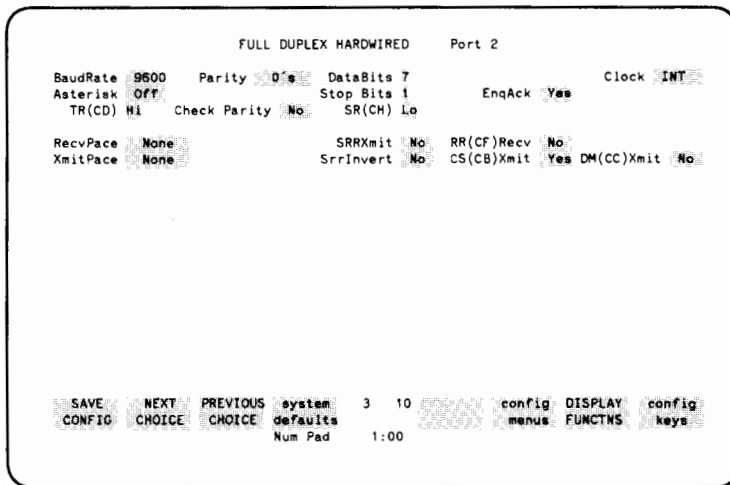 FULL DUPLEX HARDWIRED Port 2
BaudRate 9600 Parity 0's DataBits 7 Clock INT
Asterisk Off Stop Bits 1 EnqAck Yes
TR(CD) Hi Check Parity No SR(CH) Lo
RecvPace None SRRXmit No RR(CF)Recv No
XmitPace None SrrInvert No CS(CB)Xmit Yes DM(CC)Xmit No
SAVE NEXT PREVIOUS system 3 10 config DISPLAY config
CONFIG CHOICE CHOICE defaults menus FUNCTNS keys
Num Pad 1:00